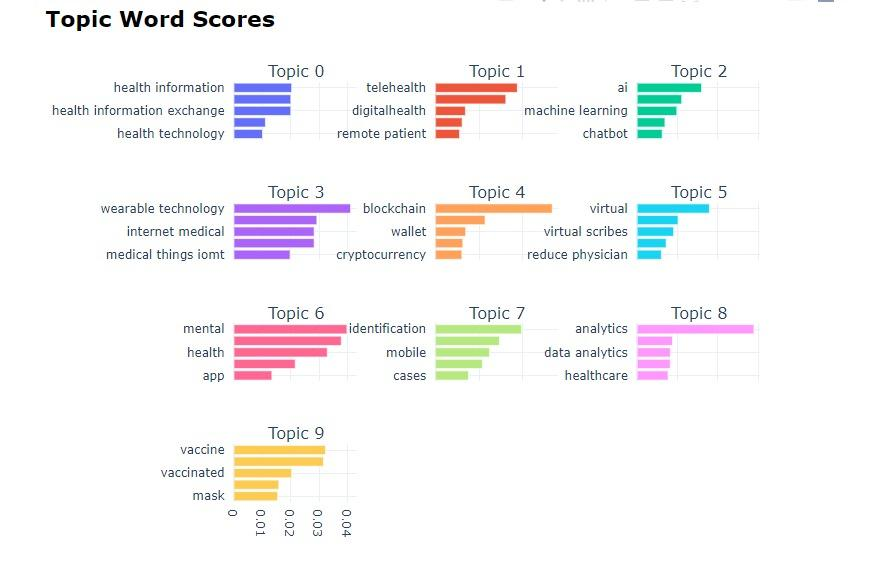 Topic Word Scores
Topic 0
health information
health information exchange
health technology
Topic 1
telehealth
digitalhealth
remote patient
Topic 2
ai
machine learning
chatbot
Topic 3
wearable technology
internet medical
medical things iomt
Topic 4
blockchain
wallet
cryptocurrency
Topic 5
virtual
virtual scribes
reduce physician
Topic 6
mental
health
app
Topic 7
identification
mobile
cases
Topic 8
analytics
data analytics
healthcare
Topic 9
vaccine
vaccinated
mask
0 0.01 0.02 0.03 0.04